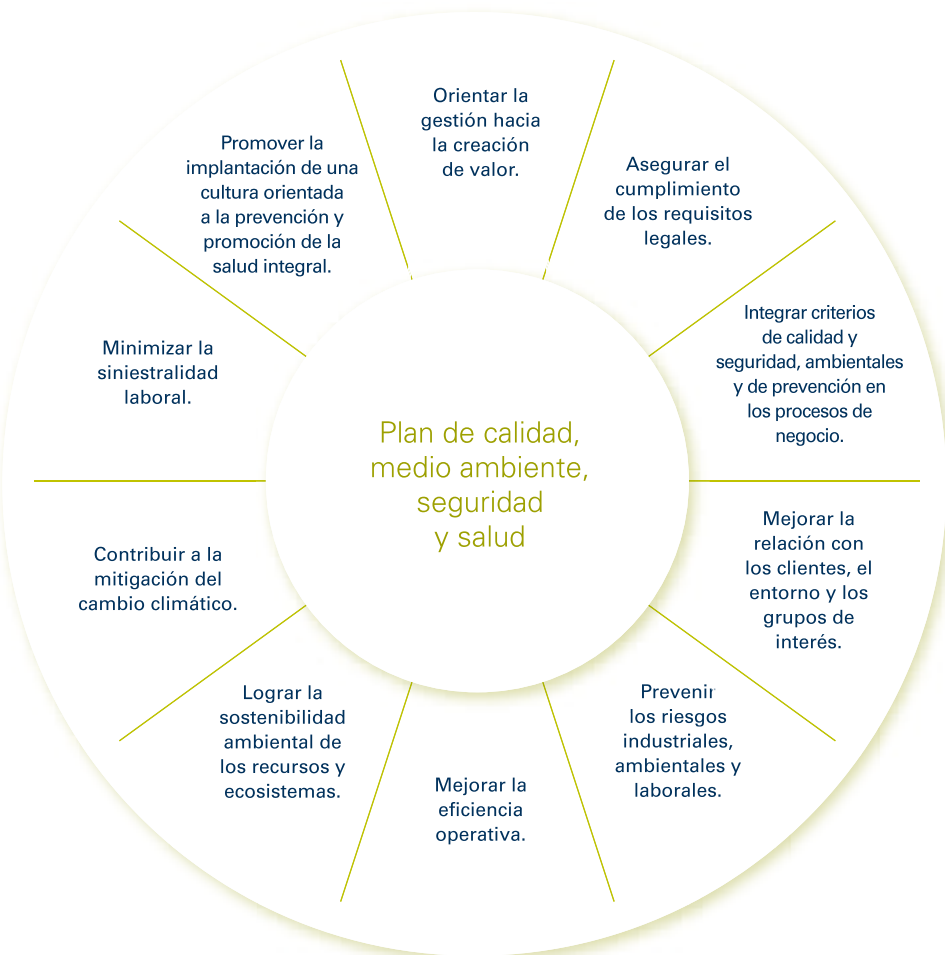 Orientar la
gestión hacia
la creación
de valor.
Asegurar el
cumplimiento
de los requisitos
legales.
Integrar criterios
de calidad y
seguridad, ambientales
y de prevención en
los procesos de
negocio.
Mejorar la
relación con
los clientes, el
entorno y los
grupos de
interés.
Prevenir
los riesgos
industriales,
ambientales y
laborales.
Mejorar la
eficiencia
operativa.
Lograr la
sostenibilidad
ambiental de
los recursos y
ecosistemas.
Contribuir a la
mitigación del
cambio climático.
Minimizar la
siniestralidad
laboral.
Promover la
implantación de una
cultura orientada
a la prevención y
promoción de la
salud integral.
Plan de calidad,
medio ambiente,
seguridad
y salud